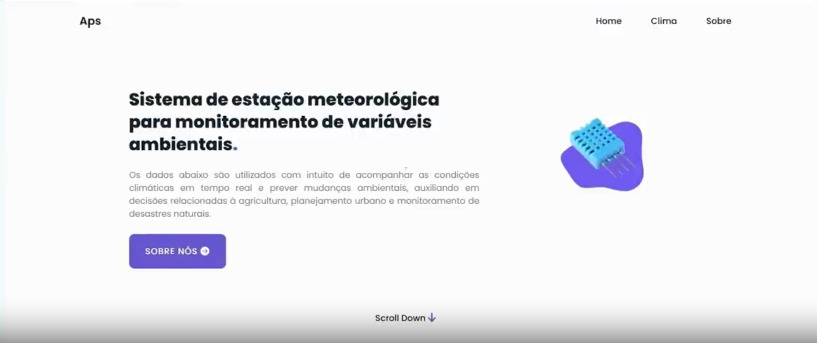 Aps
Home
Clima
Sobre
Sistema de estação meteorológica
para monitoramento de variáveis
ambientais.
Os dados abaixo são utilizados com intuito de acompanhar as condições
climáticas em tempo real e prever mudanças ambientais, auxiliando em
decisões relacionadas à agricultura, planejamento urbano e monitoramento de
desastres naturais.
SOBRE NÓS
Scroll Down